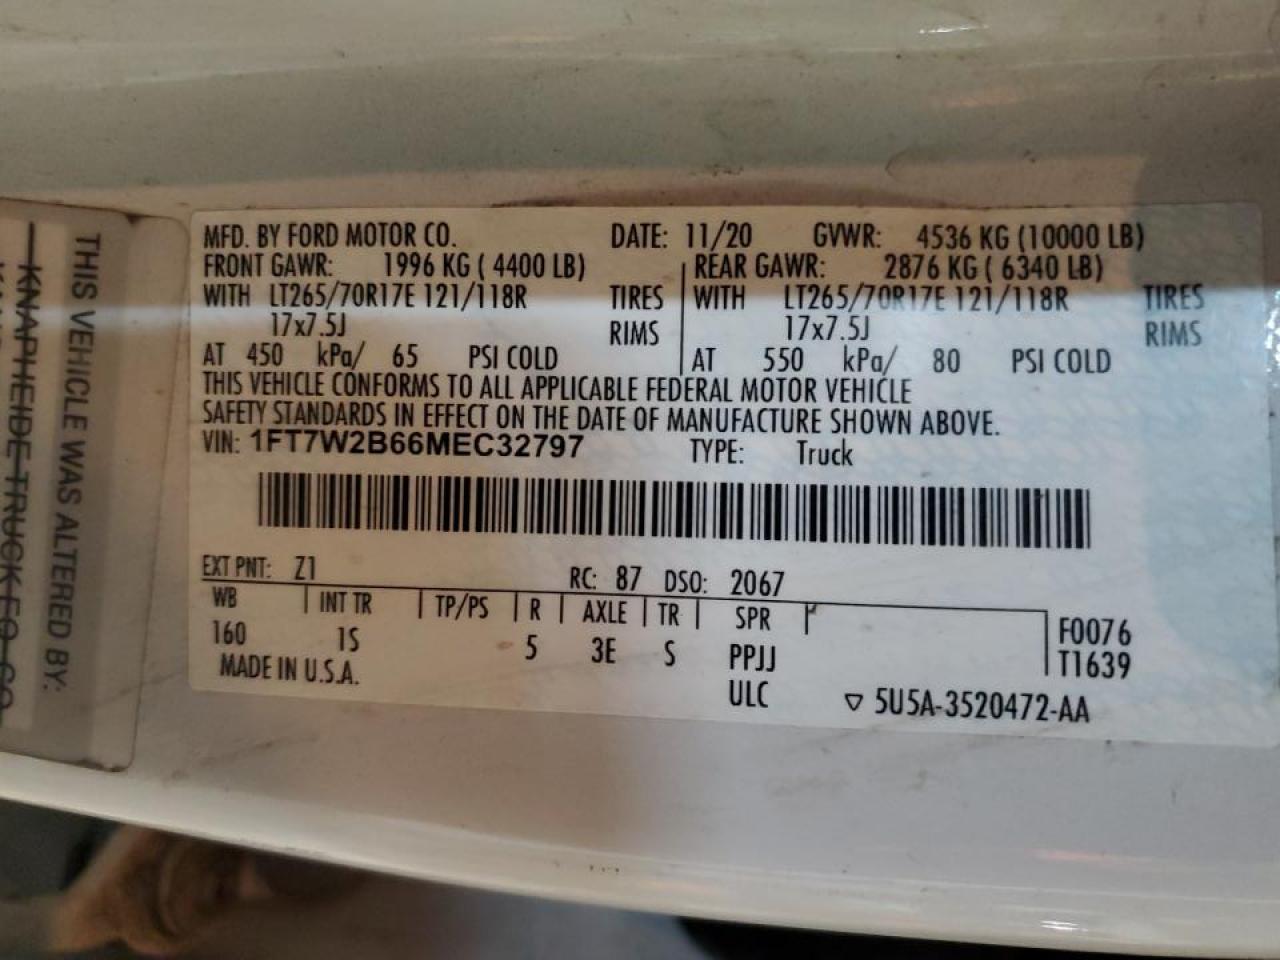 MFD. BY FORD MOTOR CO. DATE: 11/20 GVWR: 4536 KG (10000 LB)
FRONT GAWR: 1996 KG ( 4400 LB) REAR GAWR: 2876 KG ( 6340 LB)
WITH LT265/70R17E 121/118R TIRES WITH LT265/70R17E 121/118R TIRES
17x7.5J RIMS 17x7.5J RIMS
AT 450 kPa/ 65 PSI COLD AT 550 kPa/ 80 PSI COLD
THIS VEHICLE CONFORMS TO ALL APPLICABLE FEDERAL MOTOR VEHICLE
SAFETY STANDARDS IN EFFECT ON THE DATE OF MANUFACTURE SHOWN ABOVE.
VIN: 1FT7W2B66MEC32797 TYPE: Truck
EXT PNT: Z1 RC: 87 DSO: 2067
WB INT TR TP/PS R AXLE TR SPR
160 1S 5 3E S PPJJ F0076
MADE IN U.S.A. ULC T1639
▽ 5U5A-3520472-AA
THIS VEHICLE WAS ALTERED BY:
KNAPHEIDE TRUCK EQ CO